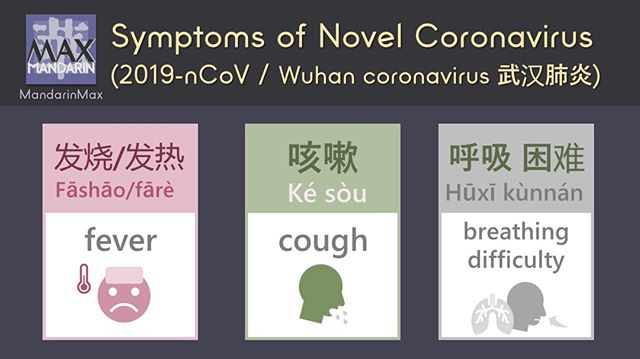 MAX
MANDARIN
MandarinMax
Symptoms of Novel Coronavirus
(2019-nCoV / Wuhan coronavirus 武汉肺炎)
发烧/发热
Fāshāo/fārè
fever
咳嗽
Ké sòu
cough
呼吸 困难
Hūxī kùnnán
breathing
difficulty